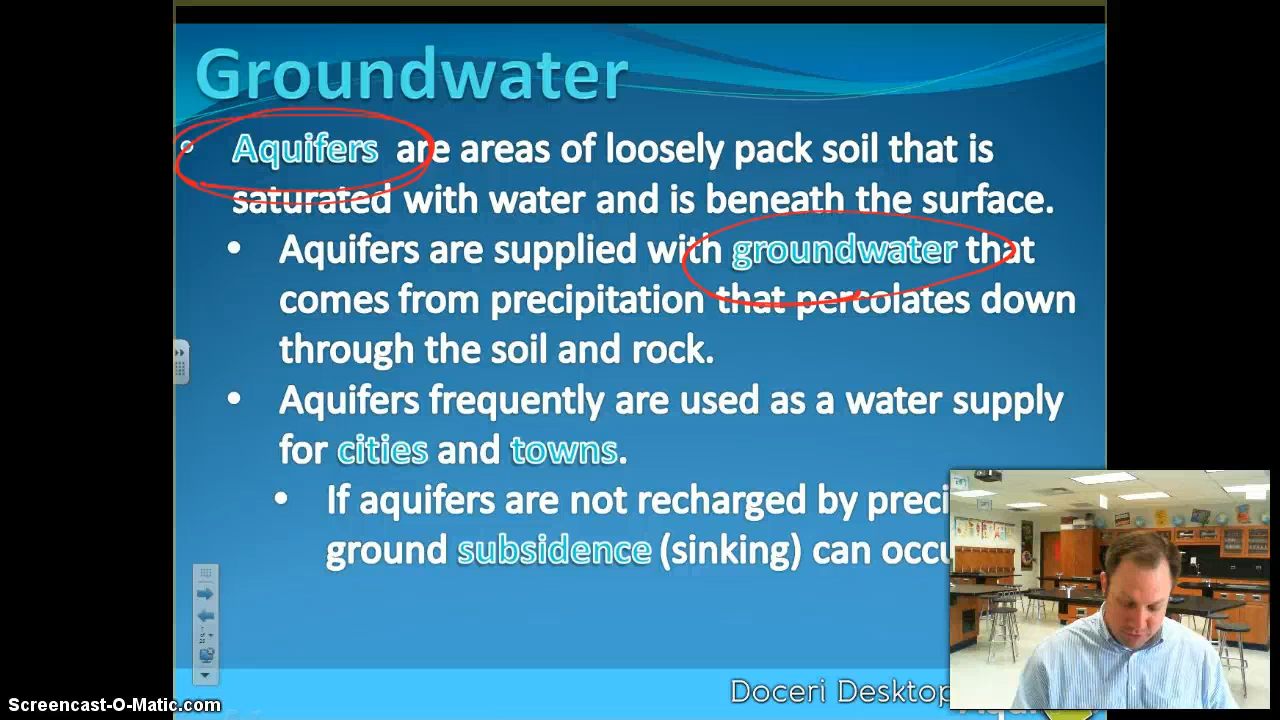 Groundwater
• Aquifers are areas of loosely pack soil that is
saturated with water and is beneath the surface.
• Aquifers are supplied with groundwater that
comes from precipitation that percolates down
through the soil and rock.
• Aquifers frequently are used as a water supply
for cities and towns.
• If aquifers are not recharged by preci
ground subsidence (sinking) can occu
Doceri Desktop
Screencast-O-Matic.com